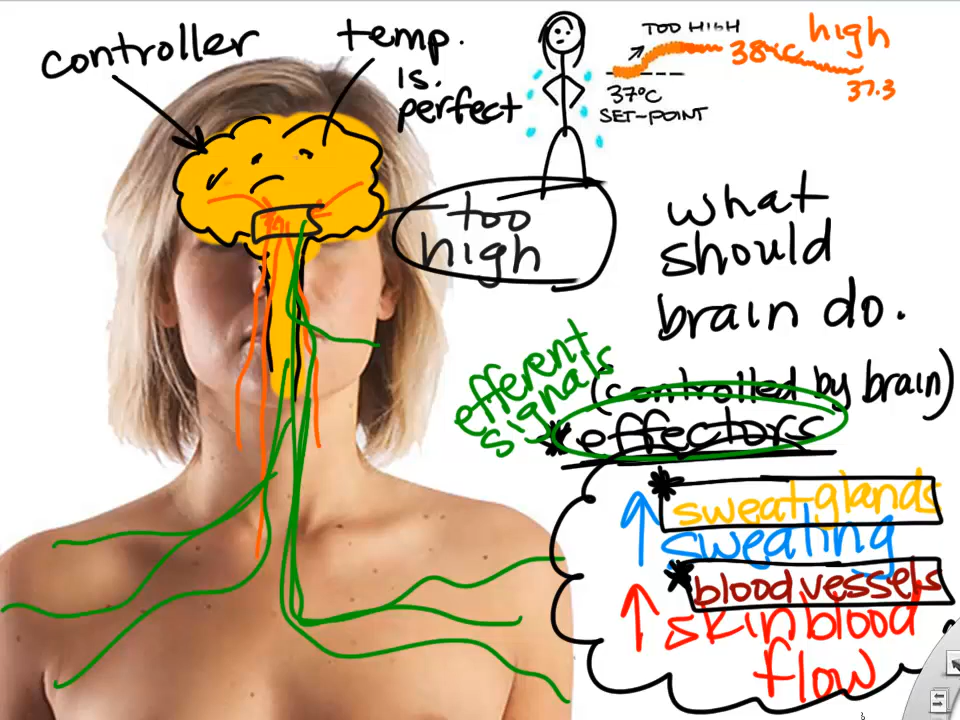 controller
temp.
is
perfect
TOO HIGH
38°C
high
37.3
37°C
SET-POINT
too
high
what
should
brain do.
efferent
signals
(controlled by brain)
effectors
sweat glands
sweating
blood vessels
skin blood
flow